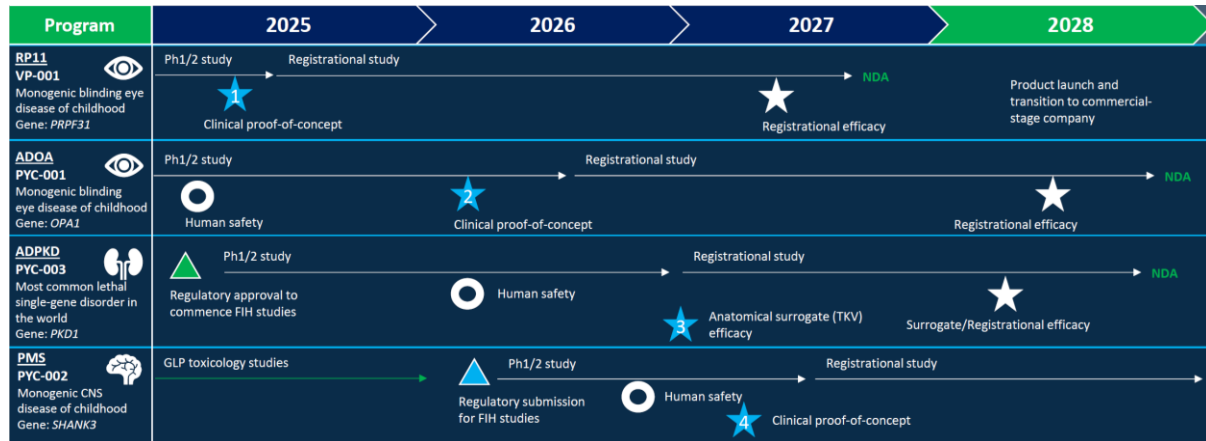 Program
2025
2026
2027
2028
RP11
VP-001
Monogenic blinding eye
disease of childhood
Gene: PRPF31
Ph1/2 study
Registrational study
NDA
1
Clinical proof-of-concept
Registrational efficacy
Product launch and
transition to commercial-
stage company
ADOA
PYC-001
Monogenic blinding
eye disease of childhood
Gene: OPA1
Ph1/2 study
Registrational study
NDA
Human safety
2
Clinical proof-of-concept
Registrational efficacy
ADPKD
PYC-003
Most common lethal
single-gene disorder in
the world
Gene: PKD1
Ph1/2 study
Registrational study
NDA
Regulatory approval to
commence FIH studies
Human safety
3
Anatomical surrogate (TKV)
efficacy
Surrogate/Registrational efficacy
PMS
PYC-002
Monogenic CNS
disease of childhood
Gene: SHANK3
GLP toxicology studies
Ph1/2 study
Registrational study
Regulatory submission
for FIH studies
Human safety
4
Clinical proof-of-concept